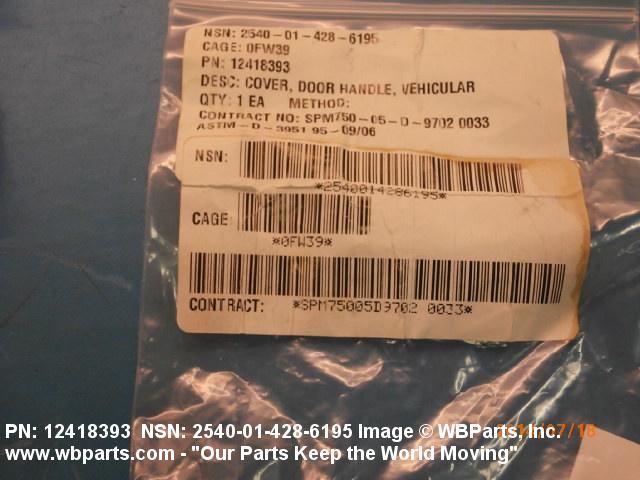 NSN: 2540-01-428-6195
CAGE: 0FW39
PN: 12418393
DESC: COVER, DOOR HANDLE, VEHICULAR
QTY: 1 EA METHOD:
CONTRACT NO: SPM750-05-D-9702 0033
ASTM-D-3951 95-09/06
NSN:
*2540014286195*
CAGE:
*0FW39*
CONTRACT: *SPM75005D9702 0033*
PN: 12418393 NSN: 2540-01-428-6195 Image © WBParts, Inc.
www.wbparts.com - "Our Parts Keep the World Moving"